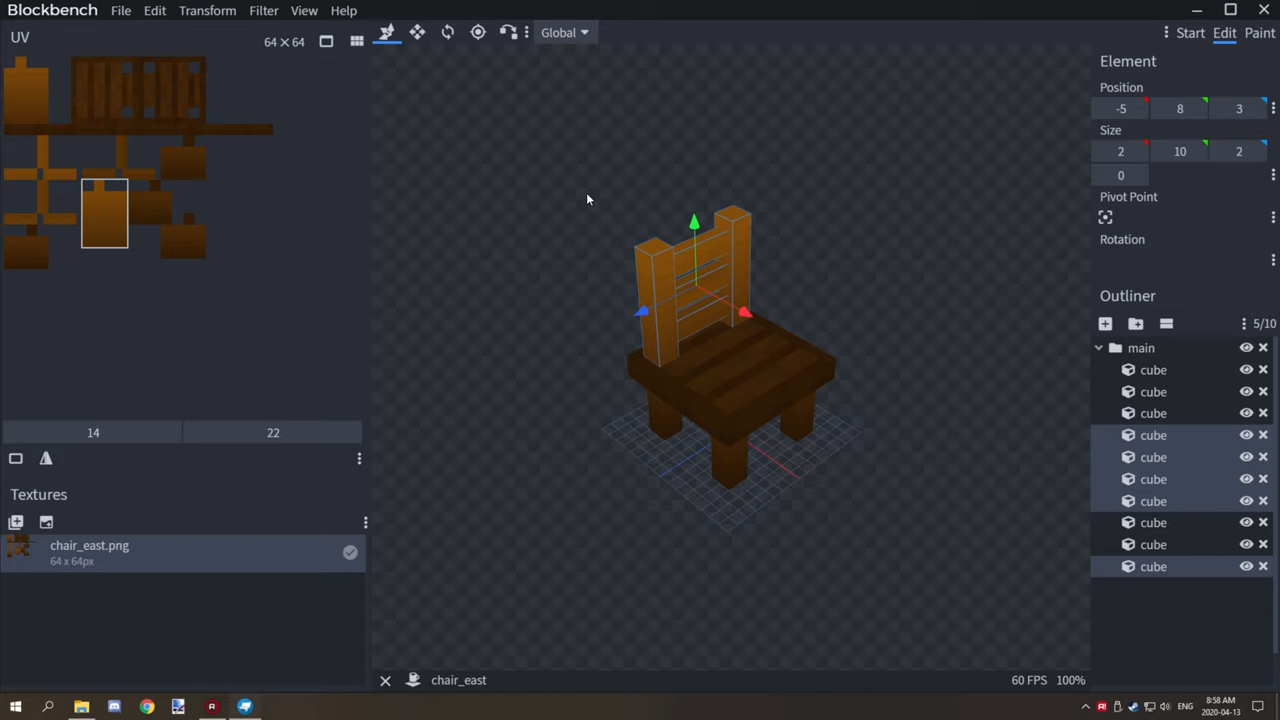 Blockbench File Edit Transform Filter View Help
UV 64 × 64 Global Start Edit Paint
Element
Position
-5 8 3
Size
2 10 2
0
Pivot Point
Rotation
Outliner
5/10
main
cube
cube
cube
cube
cube
cube
cube
cube
cube
cube
14 22
Textures
chair_east.png
64 x 64px
chair_east 60 FPS 100%
ENG 8:58 AM
2020-04-13